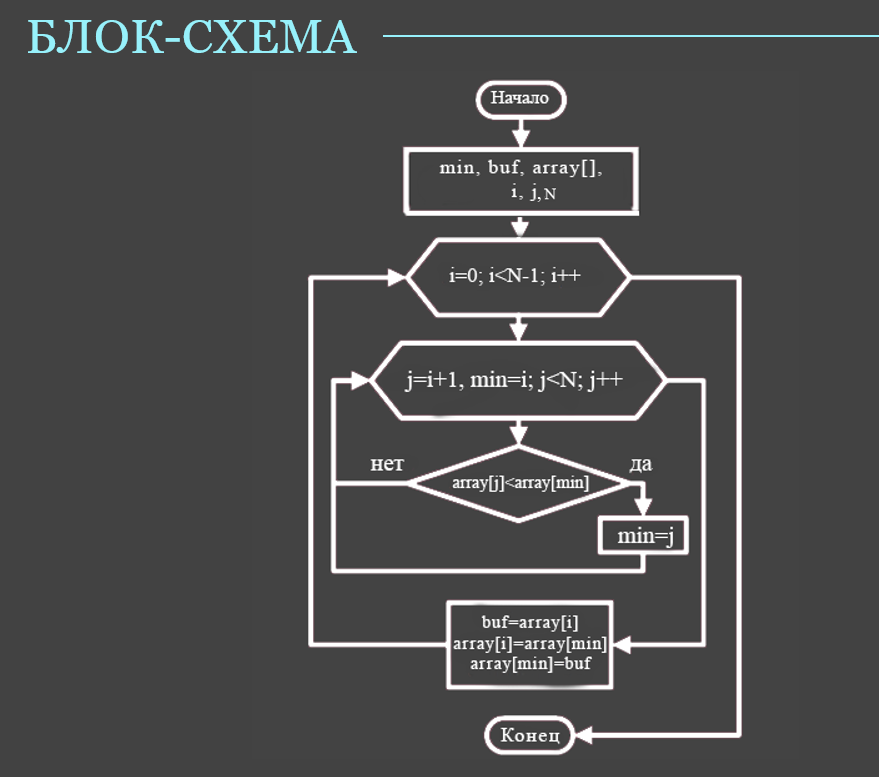 БЛОК-СХЕМА
Начало
min, buf, array[],
i, j, N
i=0; i<N-1; i++
j=i+1, min=i; j<N; j++
нет
да
array[j]<array[min]
min=j
buf=array[i]
array[i]=array[min]
array[min]=buf
Конец